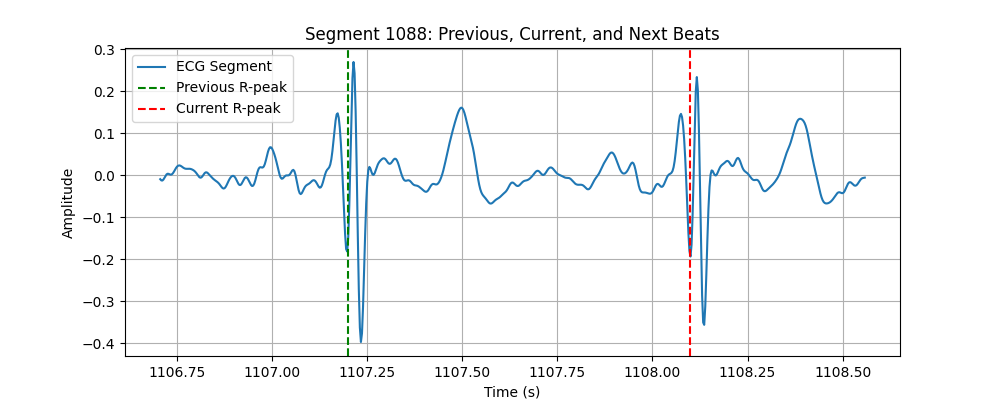 Segment 1088: Previous, Current, and Next Beats
ECG Segment
Previous R-peak
Current R-peak
0.3
0.2
0.1
0.0
−0.1
−0.2
−0.3
−0.4
Amplitude
1106.75 1107.00 1107.25 1107.50 1107.75 1108.00 1108.25 1108.50
Time (s)